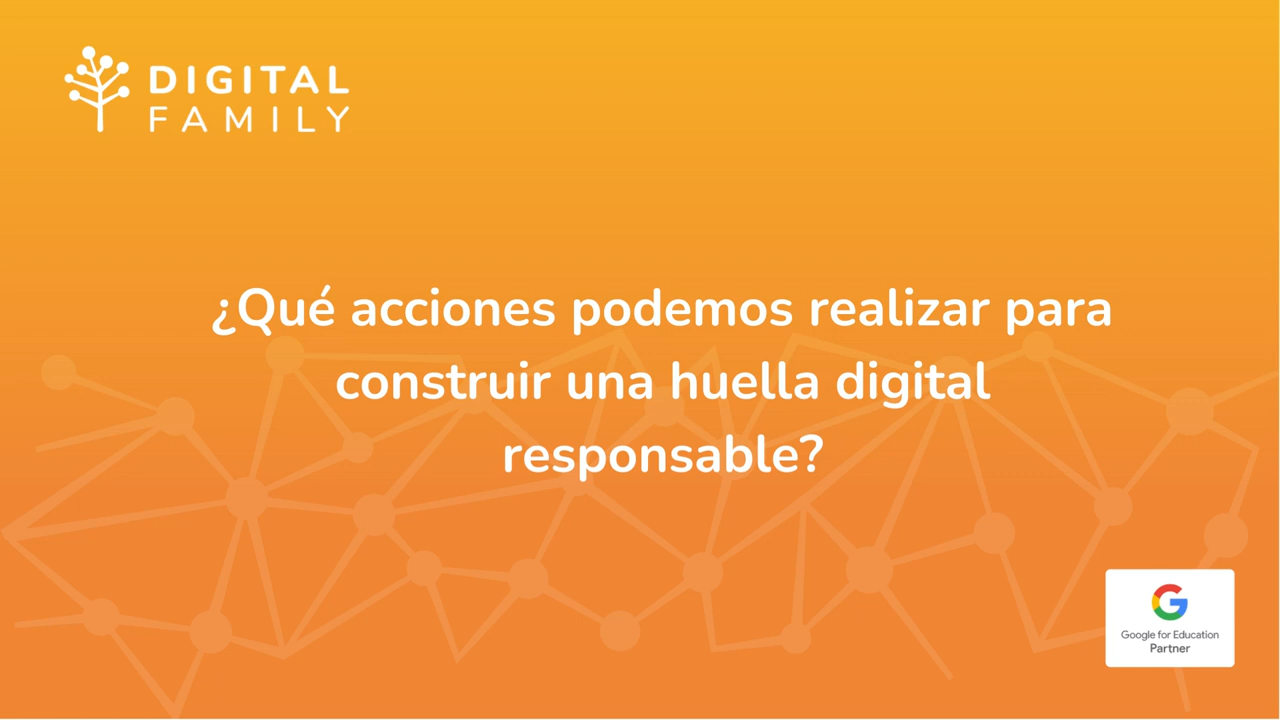 DIGITAL
FAMILY
¿Qué acciones podemos realizar para
construir una huella digital
responsable?
Google for Education
Partner